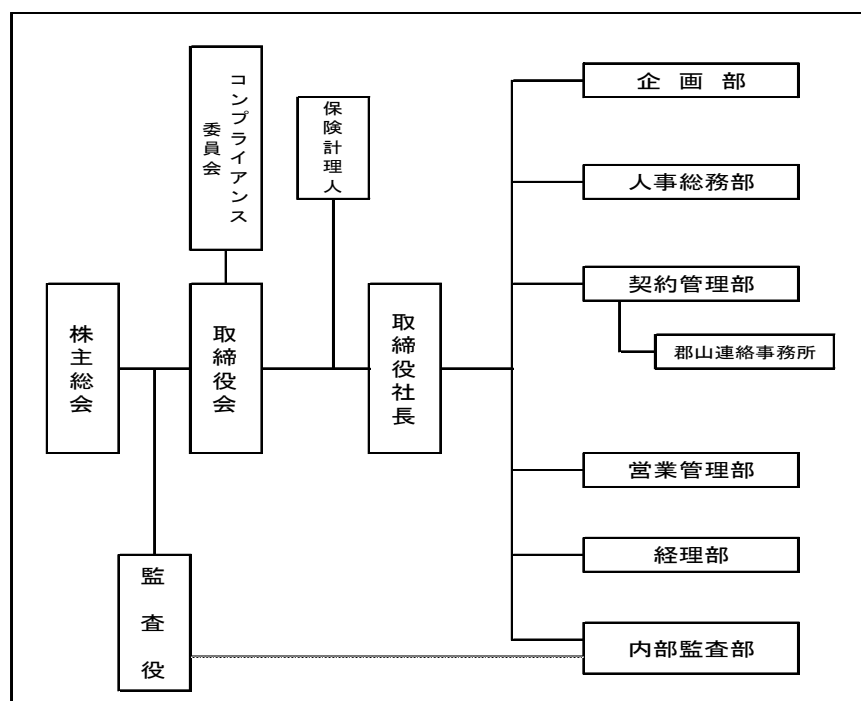 コンプライアンス
委員会
保険計理人
株主総会
取締役会
取締役社長
監査役
企画部
人事総務部
契約管理部
郡山連絡事務所
営業管理部
経理部
内部監査部